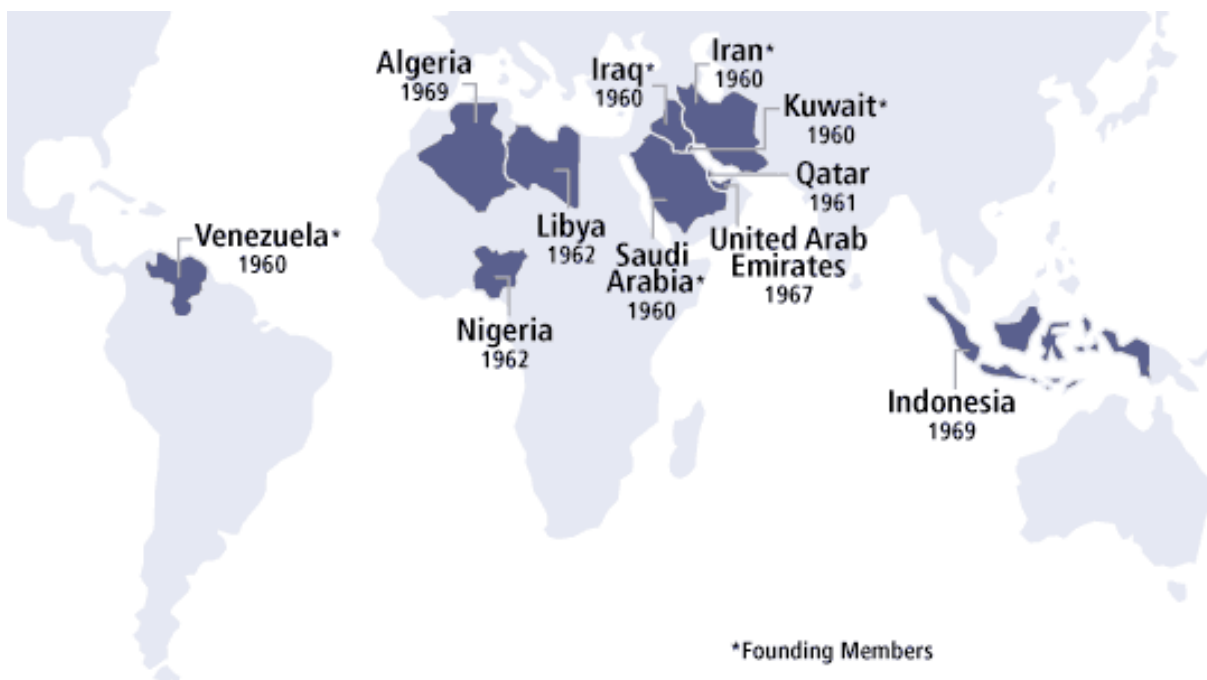 Algeria
1969
Iraq*
1960
Iran*
1960
Kuwait*
1960
Qatar
1961
Libya
1962
Saudi
Arabia*
1960
United Arab
Emirates
1967
Venezuela*
1960
Nigeria
1962
Indonesia
1969
*Founding Members